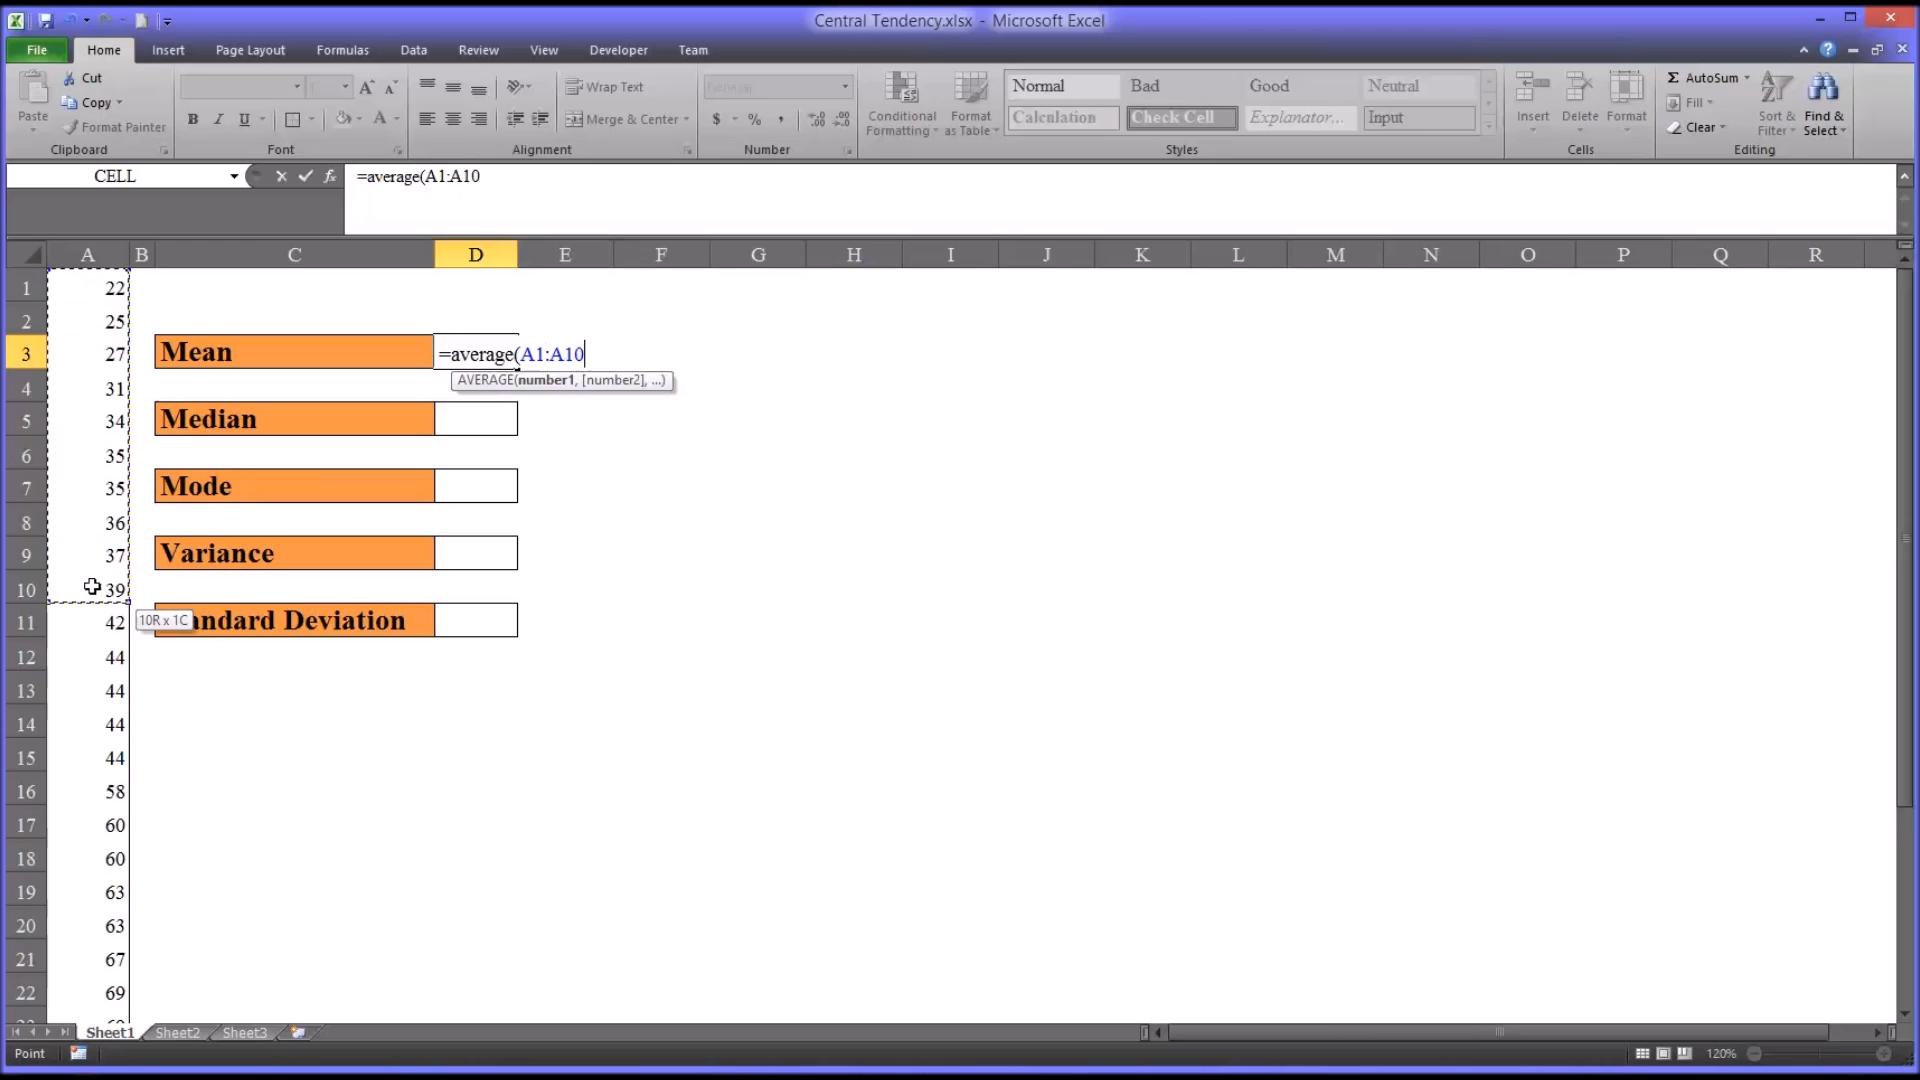 Central Tendency.xlsx - Microsoft Excel
File Home Insert Page Layout Formulas Data Review View Developer Team
Paste
Cut
Copy
Format Painter
Clipboard
B I U
Font
Wrap Text
Merge & Center
Alignment
$ % ,
Number
Conditional Formatting
Format as Table
Normal Bad Good Neutral
Calculation Check Cell Explanator... Input
Styles
Insert Delete Format
Cells
AutoSum
Fill
Clear
Sort & Filter
Find & Select
Editing
CELL =average(A1:A10
A B C D E F G H I J K L M N O P Q R
1 22
2 25
3 27 Mean =average(A1:A10
AVERAGE(number1, [number2], ...)
4 31
5 34 Median
6 35
7 35 Mode
8 36
9 37 Variance
10 39
11 42 10R x 1C andard Deviation
12 44
13 44
14 44
15 44
16 58
17 60
18 60
19 63
20 63
21 67
22 69
Sheet1 Sheet2 Sheet3
Point 120%